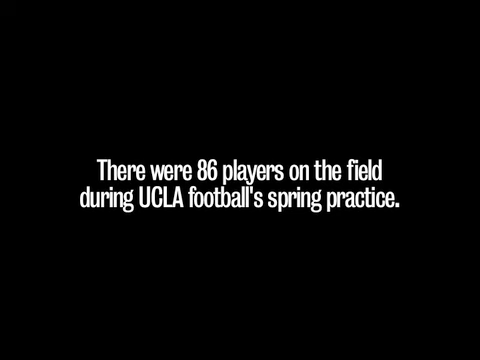 There were 86 players on the field
during UCLA football's spring practice.